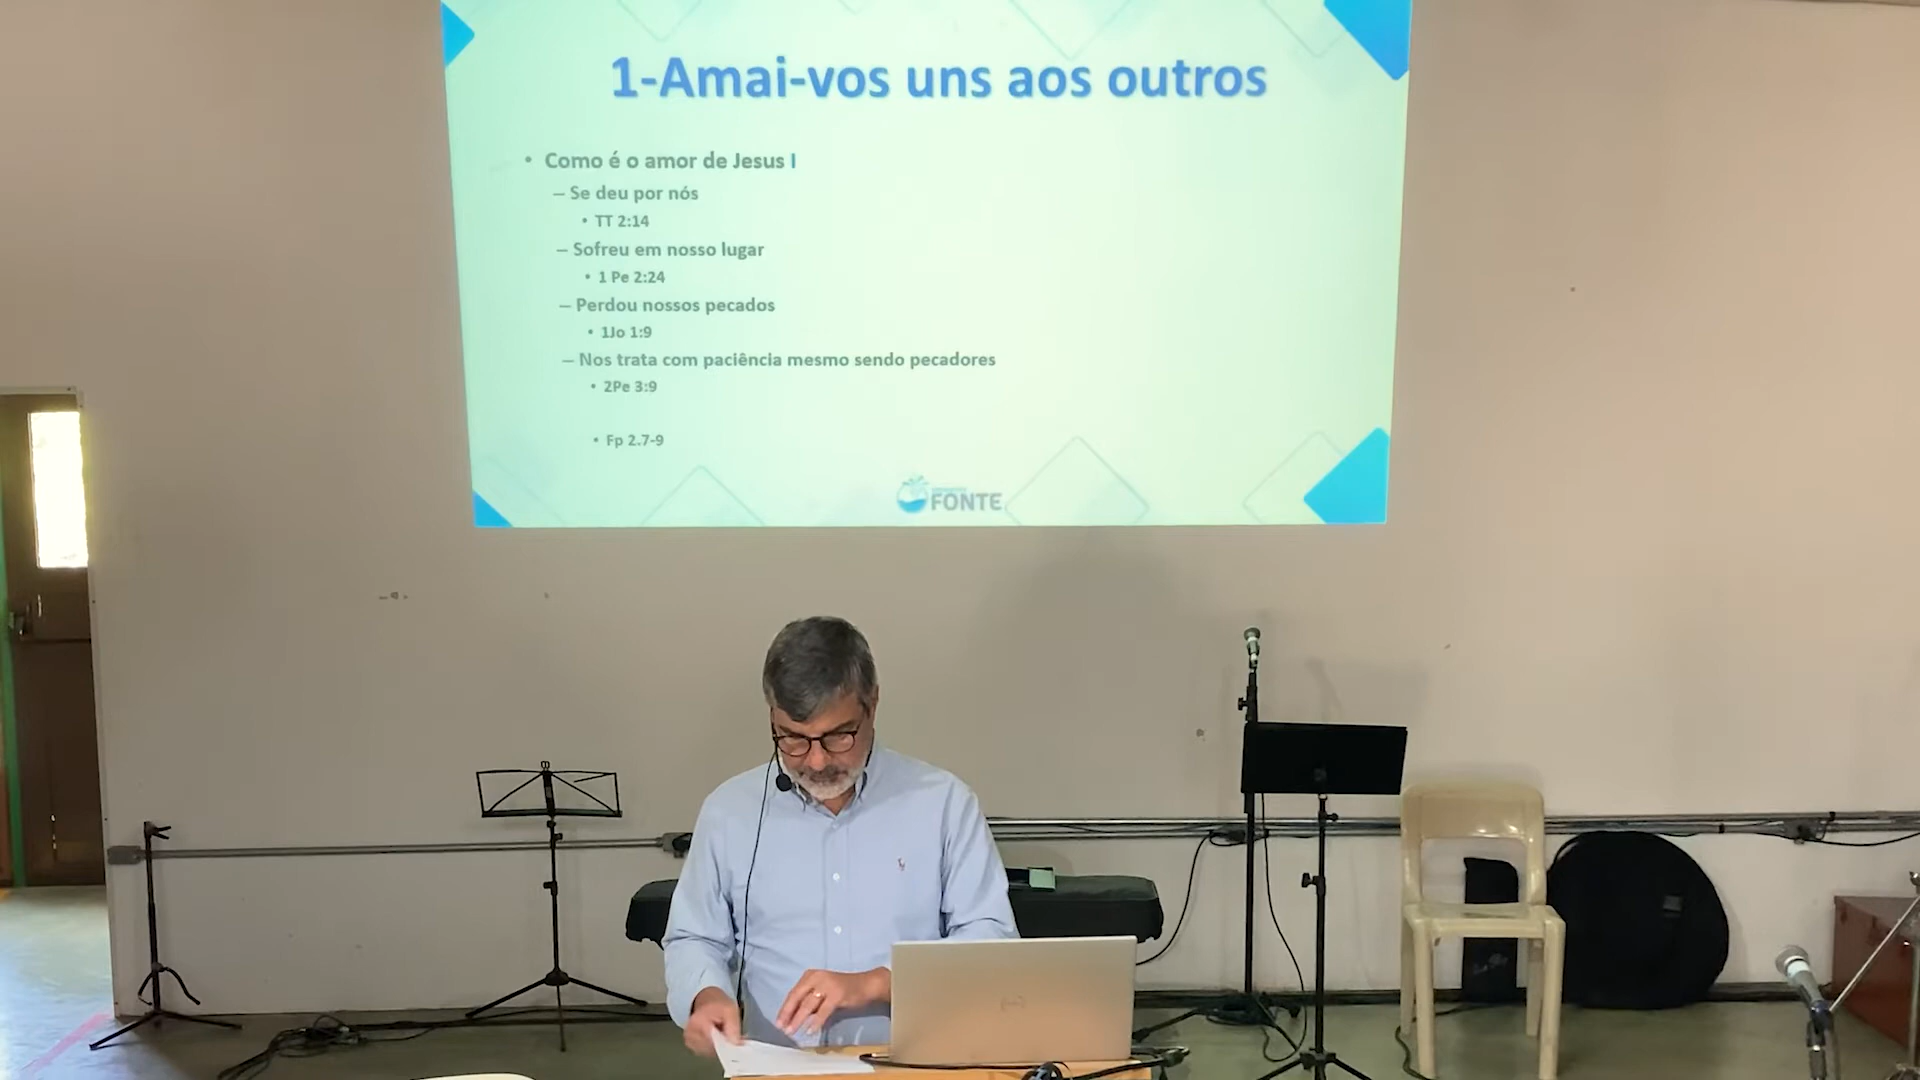 1-Amai-vos uns aos outros
• Como é o amor de Jesus I
– Se deu por nós
• TT 2:14
– Sofreu em nosso lugar
• 1 Pe 2:24
– Perdou nossos pecados
• 1Jo 1:9
– Nos trata com paciência mesmo sendo pecadores
• 2Pe 3:9
• Fp 2.7-9
FONTE